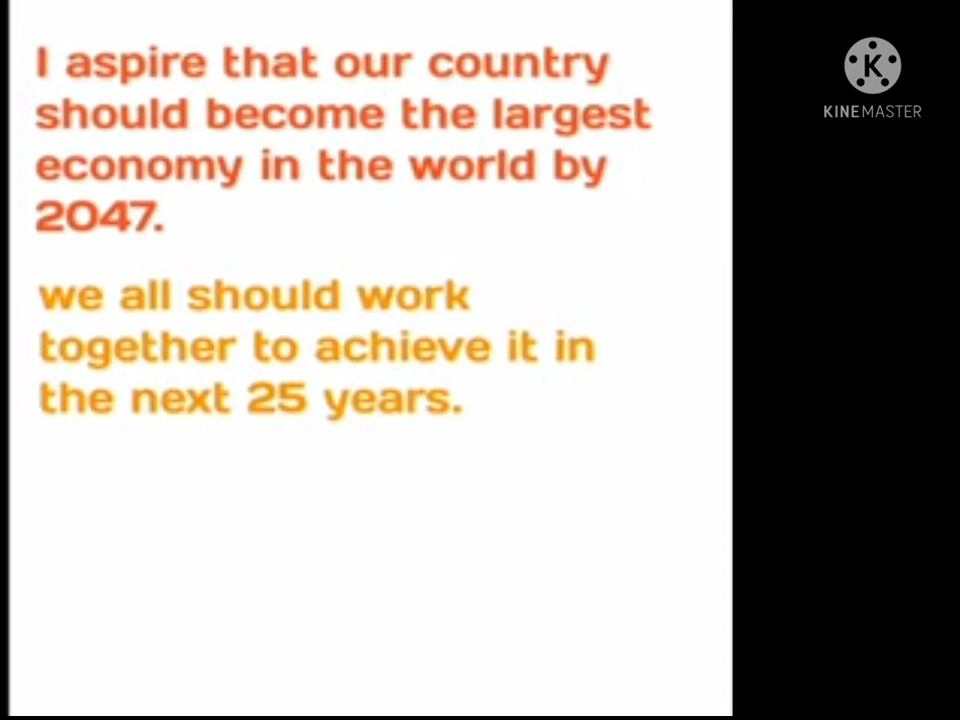 I aspire that our country
should become the largest
economy in the world by
2047.
we all should work
together to achieve it in
the next 25 years.
K
KINEMASTER